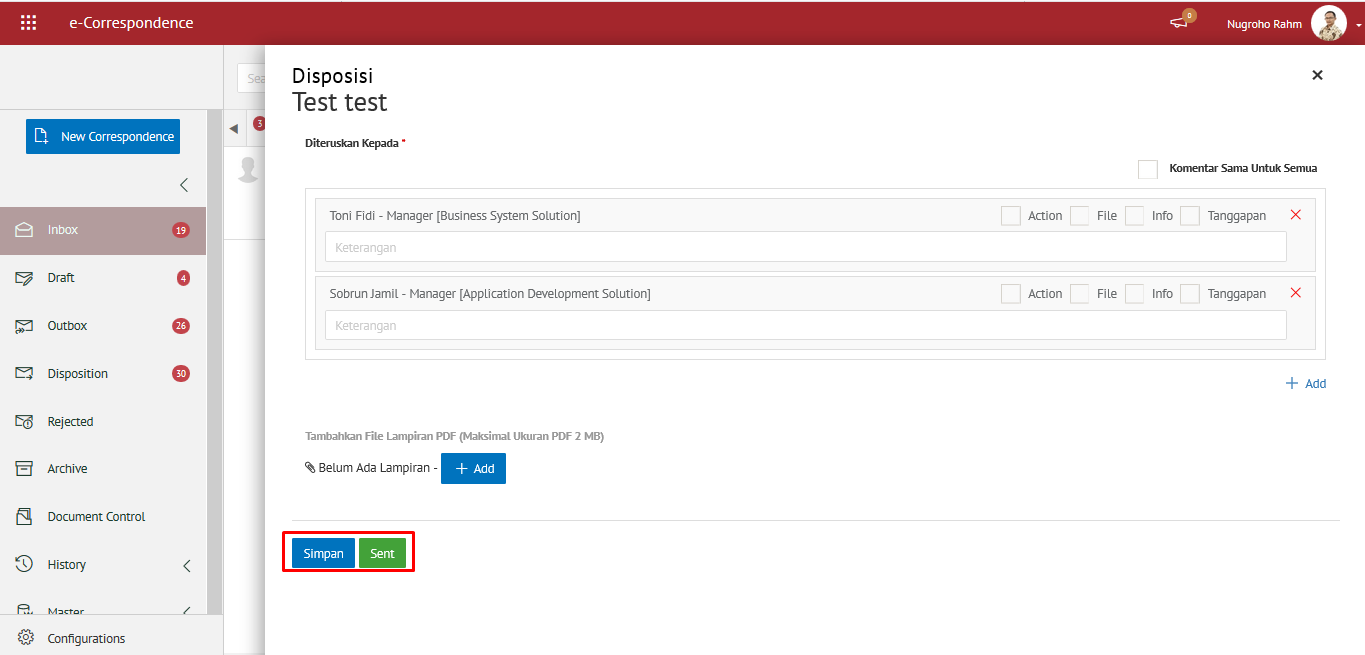 e-Correspondence
0
Nugroho Rahm
Sea
New Correspondence
3
Inbox 19
Draft 4
Outbox 26
Disposition 30
Rejected
Archive
Document Control
History
Master
Configurations
Disposisi
Test test
Diteruskan Kepada *
Komentar Sama Untuk Semua
Toni Fidi - Manager [Business System Solution] Action File Info Tanggapan
Keterangan
Sobrun Jamil - Manager [Application Development Solution] Action File Info Tanggapan
Keterangan
Add
Tambahkan File Lampiran PDF (Maksimal Ukuran PDF 2 MB)
Belum Ada Lampiran - Add
Simpan Sent